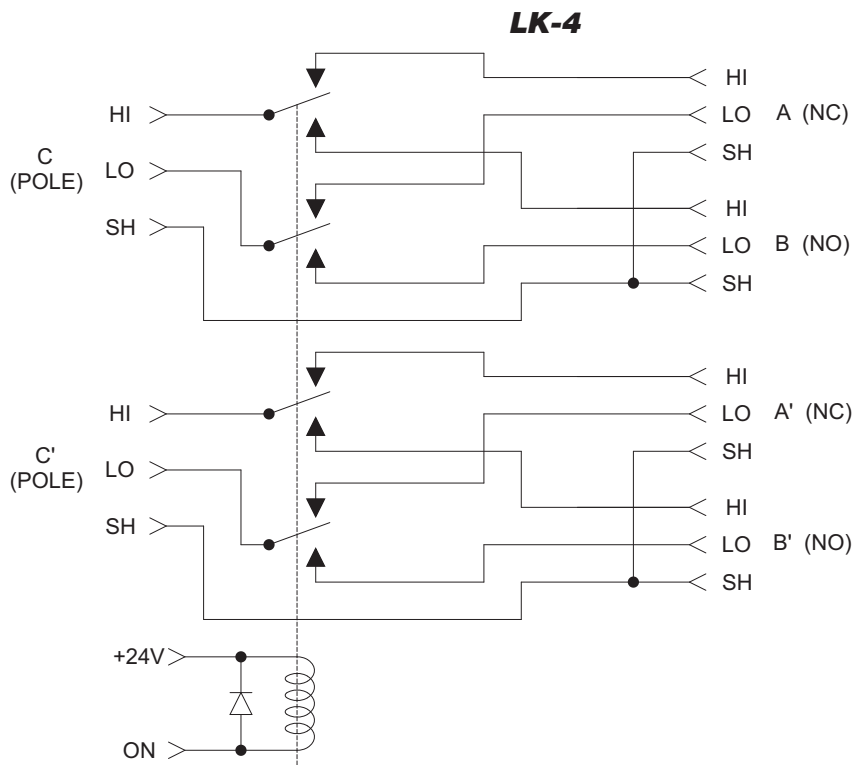 LK-4
HI
HI
LO
A (NC)
C
(POLE)
LO
SH
HI
SH
LO
B (NO)
SH
HI
HI
LO
A' (NC)
C'
(POLE)
LO
SH
HI
SH
LO
B' (NO)
SH
+24V
ON